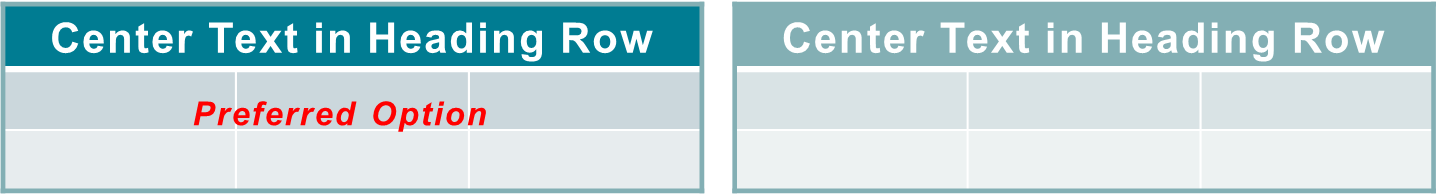 Center Text in Heading Row
Preferred Option
Center Text in Heading Row